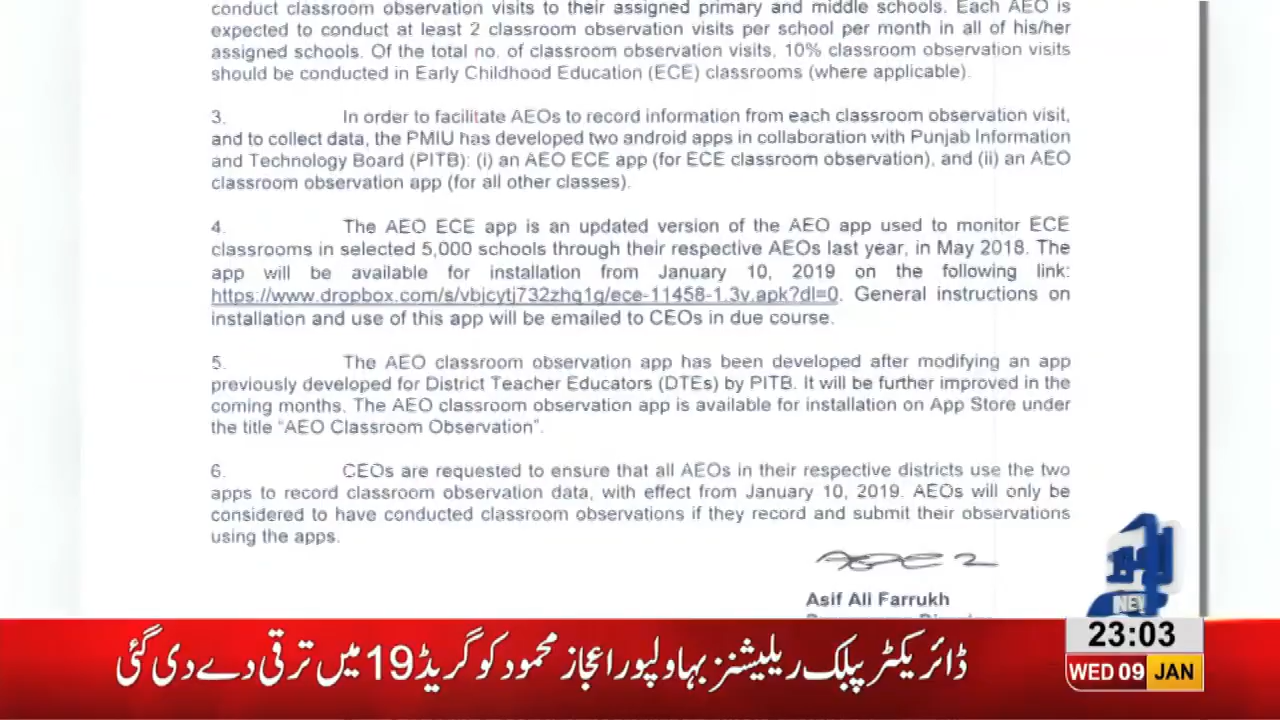 conduct classroom observation visits to their assigned primary and middle schools. Each AEO is
expected to conduct at least 2 classroom observation visits per school per month in all of his/her
assigned schools. Of the total no. of classroom observation visits, 10% classroom observation visits
should be conducted in Early Childhood Education (ECE) classrooms (where applicable).
3. In order to facilitate AEOs to record information from each classroom observation visit,
and to collect data, the PMIU has developed two android apps in collaboration with Punjab Information
and Technology Board (PITB): (i) an AEO ECE app (for ECE classroom observation), and (ii) an AEO
classroom observation app (for all other classes).
4. The AEO ECE app is an updated version of the AEO app used to monitor ECE
classrooms in selected 5,000 schools through their respective AEOs last year, in May 2018. The
app will be available for installation from January 10, 2019 on the following link:
https://www.dropbox.com/s/vbjcytj732zhq1g/ece-11458-1.3v.apk?dl=0. General instructions on
installation and use of this app will be emailed to CEOs in due course.
5. The AEO classroom observation app has been developed after modifying an app
previously developed for District Teacher Educators (DTEs) by PITB. It will be further improved in the
coming months. The AEO classroom observation app is available for installation on App Store under
the title “AEO Classroom Observation”.
6. CEOs are requested to ensure that all AEOs in their respective districts use the two
apps to record classroom observation data, with effect from January 10, 2019. AEOs will only be
considered to have conducted classroom observations if they record and submit their observations
using the apps.
Asif Ali Farrukh
NEW
23:03
WED 09 JAN
ڈائریکٹر پبلک ریلیشنز بہاولپور اعجاز محمود کو گریڈ 19 میں ترقی دے دی گئی